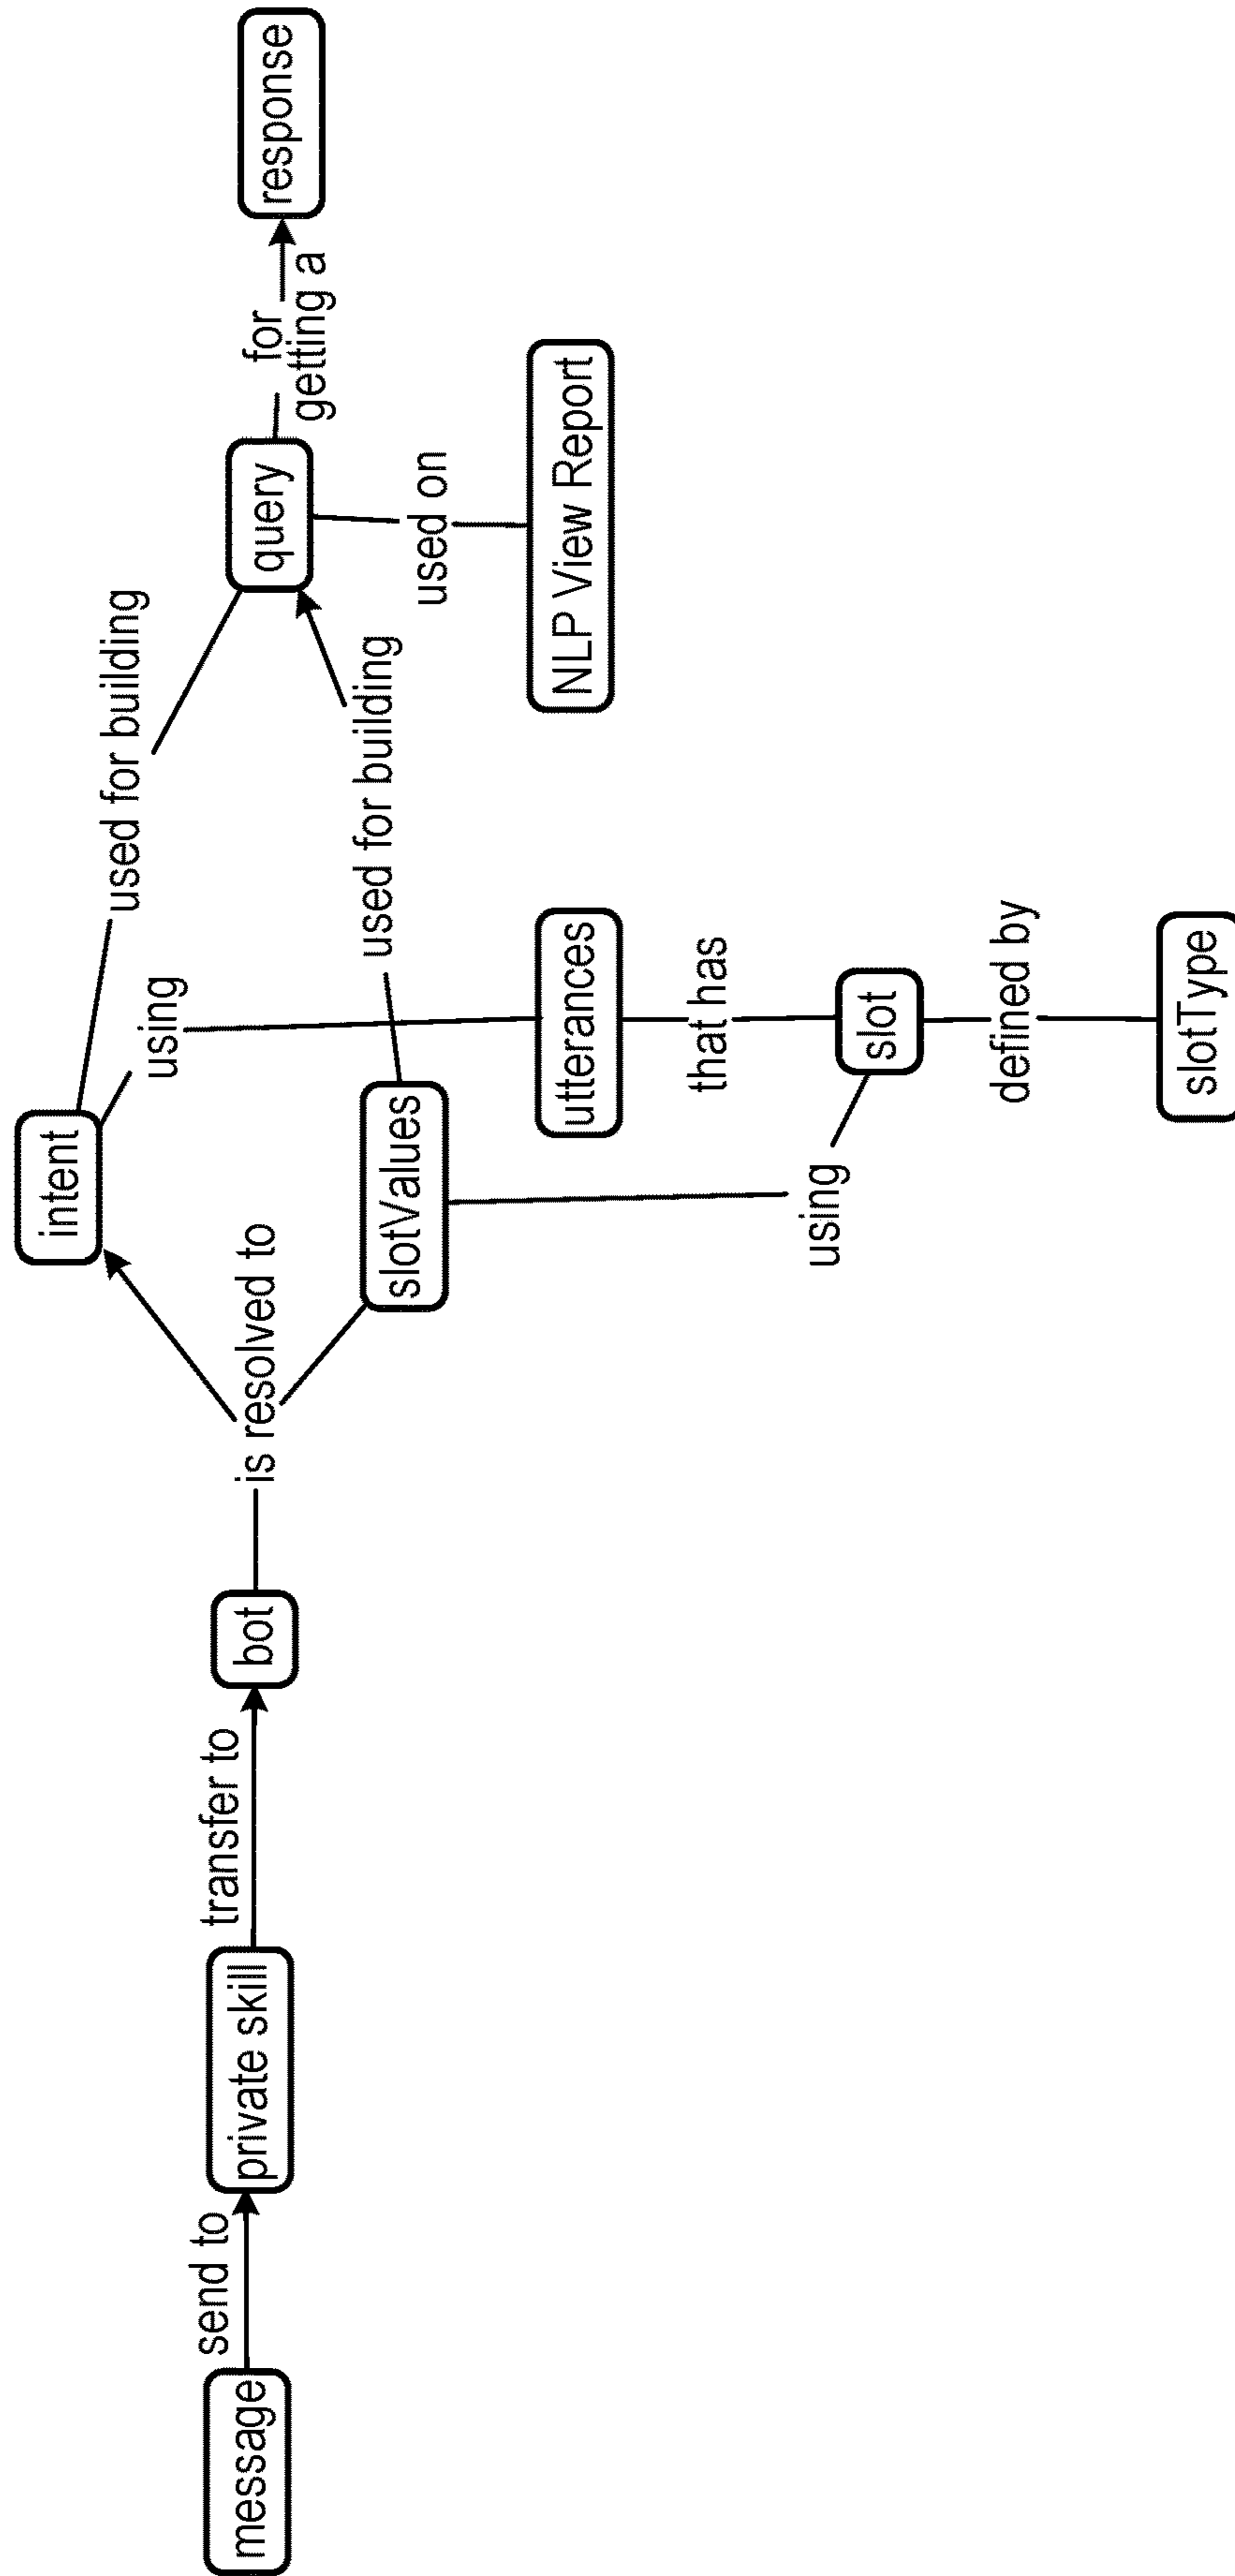 message
send to
private skill
transfer to
bot
is resolved to
intent
using
used for building
slotValues
used for building
query
for
getting a
response
used on
NLP View Report
utterances
that has
using
slot
defined by
slotType